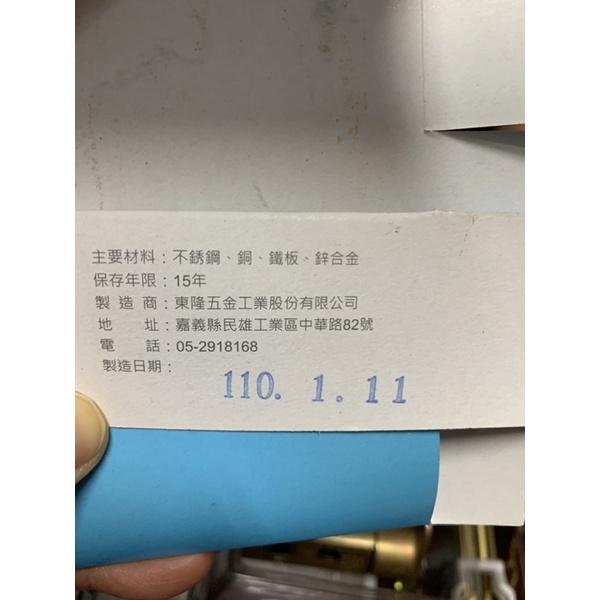 主要材料：不銹鋼、銅、鐵板、鋅合金
保存年限：15年
製造商：東隆五金工業股份有限公司
地址：嘉義縣民雄工業區中華路82號
電話：05-2918168
製造日期：
110. 1. 11